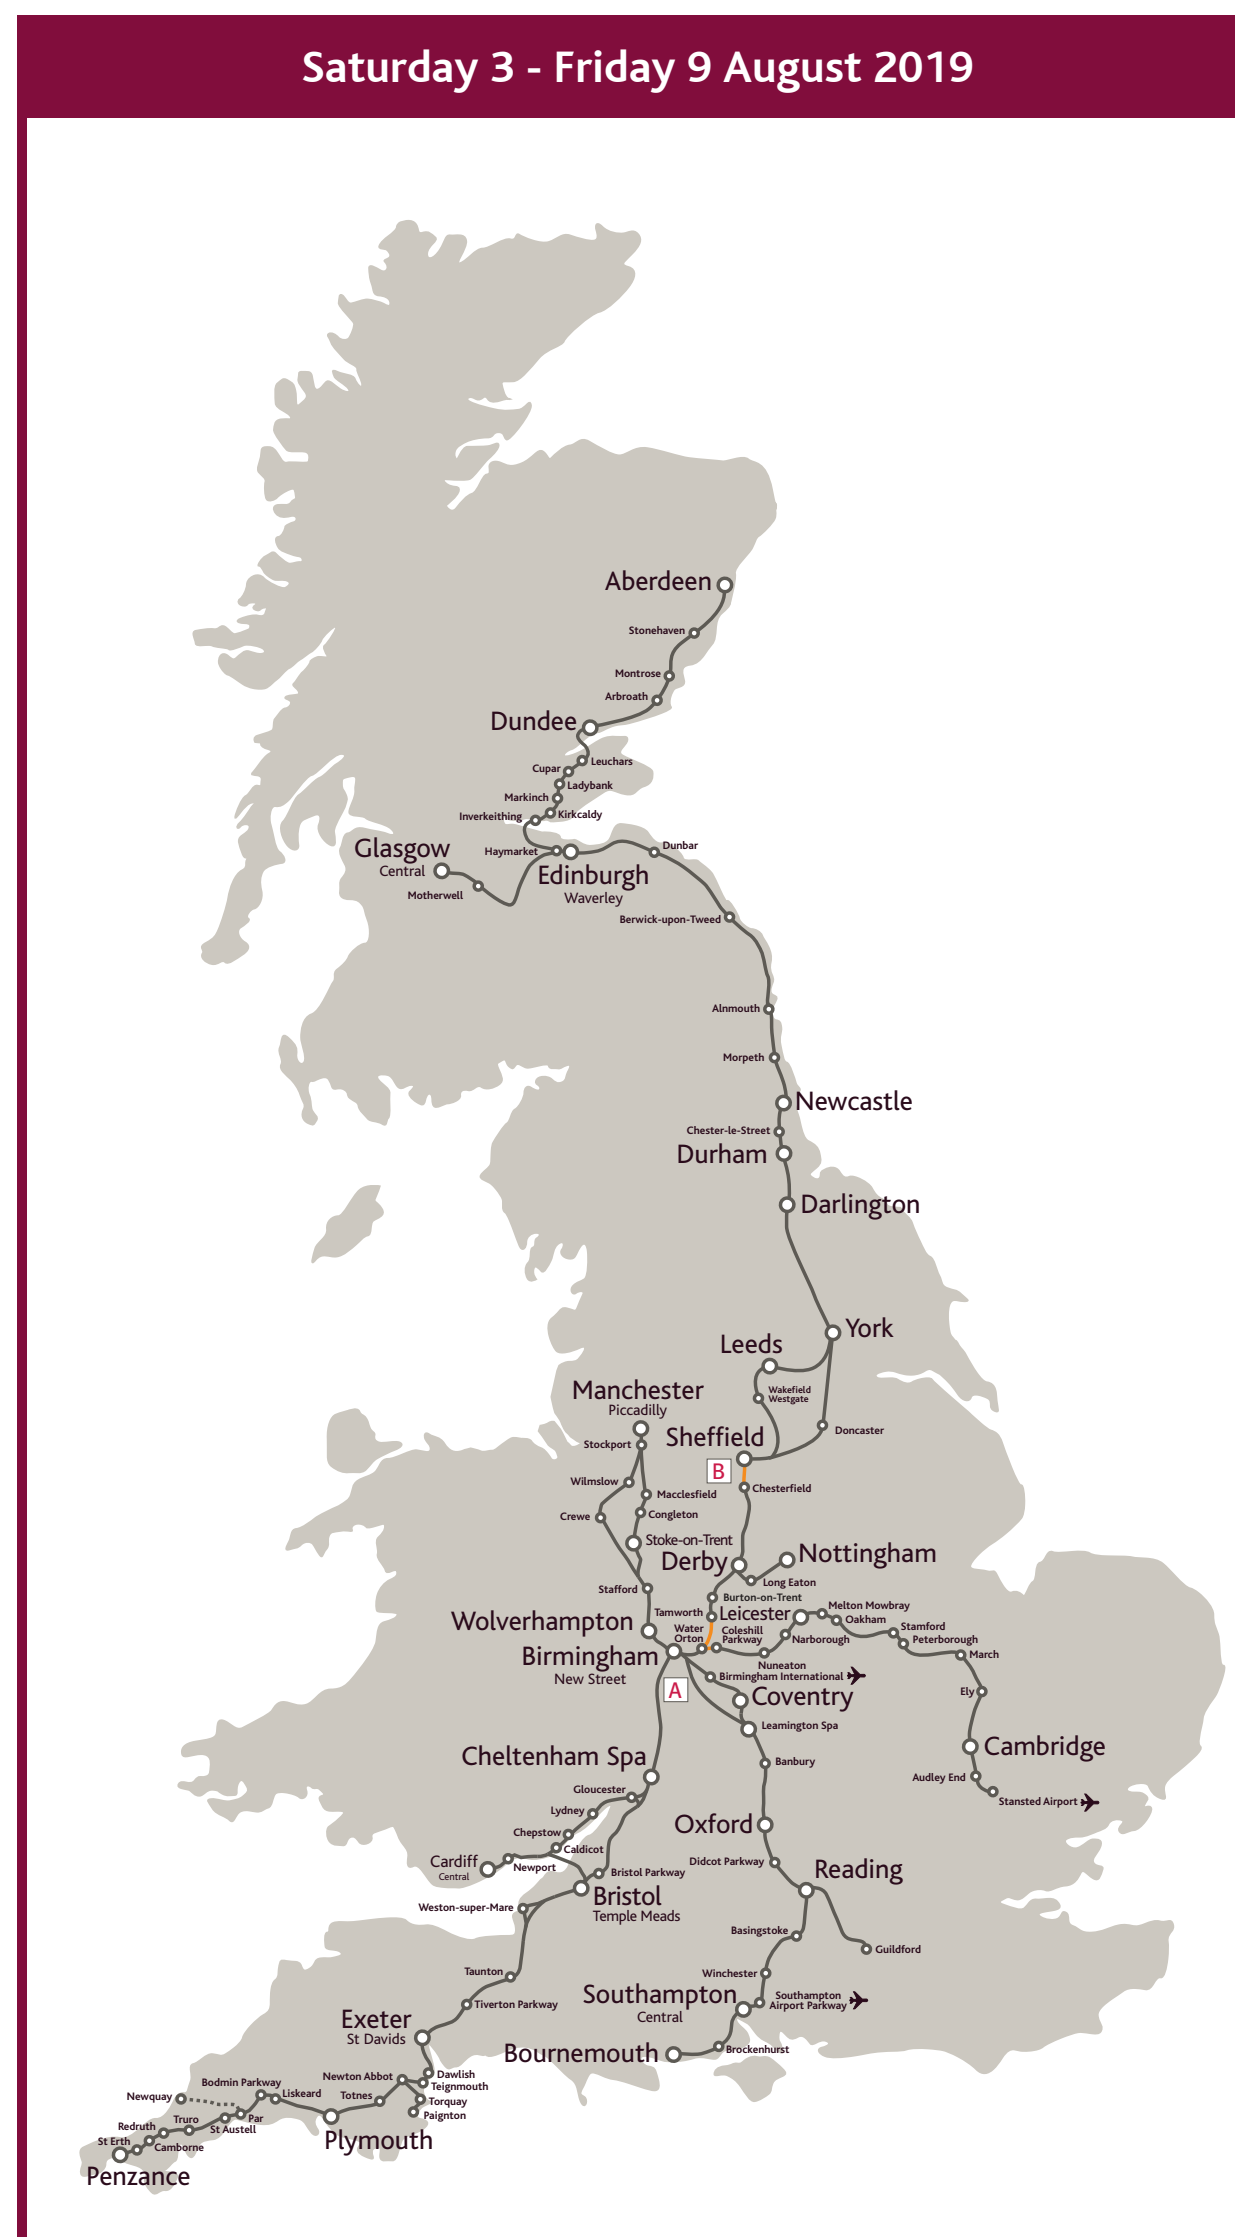 Saturday 3 - Friday 9 August 2019
Aberdeen
Stonehaven
Montrose
Arbroath
Dundee
Leuchars
Cupar
Ladybank
Markinch
Kirkcaldy
Inverkeithing
Glasgow
Central
Motherwell
Haymarket
Edinburgh
Waverley
Dunbar
Berwick-upon-Tweed
Alnmouth
Morpeth
Newcastle
Chester-le-Street
Durham
Darlington
York
Leeds
Wakefield
Westgate
Doncaster
Manchester
Piccadilly
Stockport
Sheffield
B
Wilmslow
Chesterfield
Macclesfield
Crewe
Congleton
Stoke-on-Trent
Derby
Nottingham
Long Eaton
Stafford
Burton-on-Trent
Tamworth
Leicester
Melton Mowbray
Oakham
Stamford
Peterborough
March
Wolverhampton
Water
Orton
Coleshill
Parkway
Narborough
Birmingham
New Street
Nuneaton
Birmingham International
A
Coventry
Ely
Leamington Spa
Cambridge
Cheltenham Spa
Banbury
Audley End
Stansted Airport
Gloucester
Lydney
Chepstow
Caldicot
Oxford
Cardiff
Central
Newport
Didcot Parkway
Reading
Bristol Parkway
Bristol
Temple Meads
Weston-super-Mare
Basingstoke
Guildford
Taunton
Winchester
Tiverton Parkway
Southampton
Central
Southampton
Airport Parkway
Exeter
St Davids
Bournemouth
Brockenhurst
Dawlish
Teignmouth
Newton Abbot
Torquay
Paignton
Totnes
Bodmin Parkway
Liskeard
Newquay
Plymouth
Par
St Austell
Truro
Redruth
Camborne
St Erth
Penzance